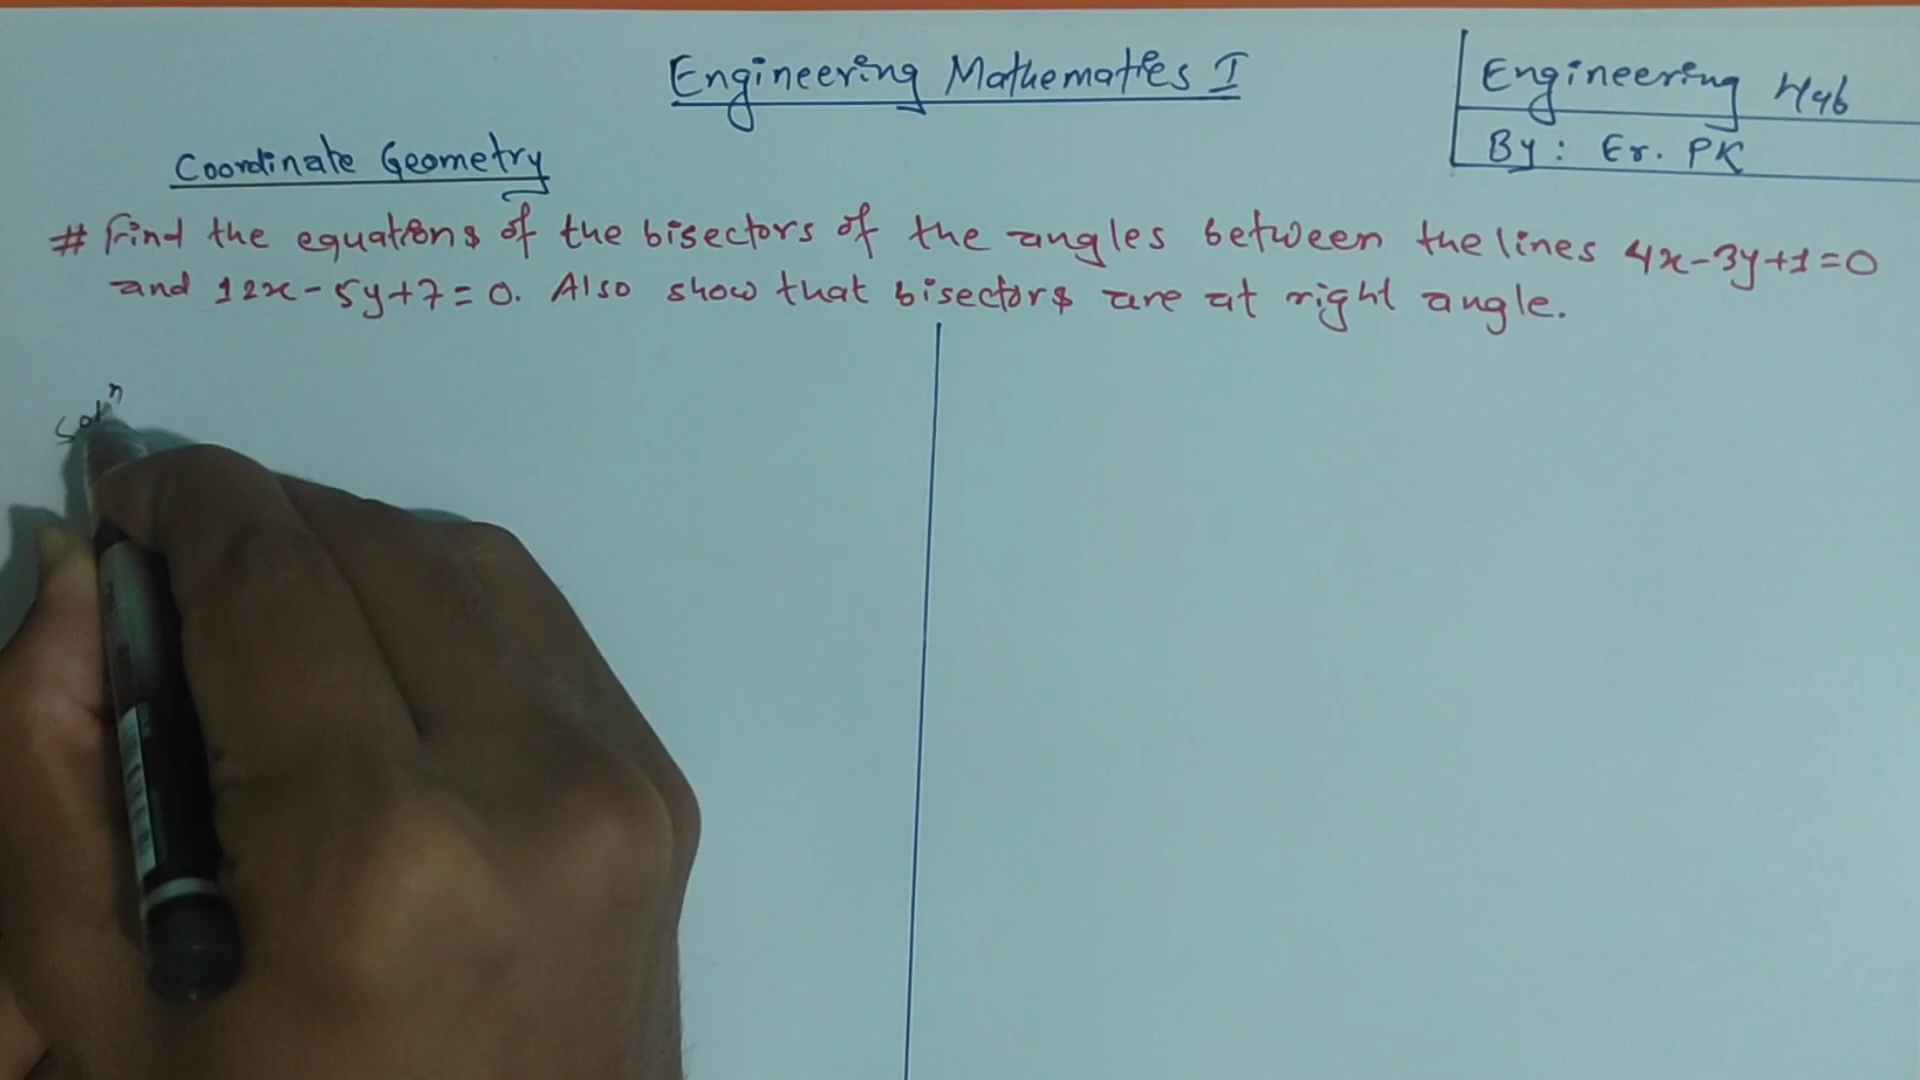 Engineering Mathematics I
Engineering Hub
By: Er. PK
Coordinate Geometry
# Find the equations of the bisectors of the angles between the lines 4x-3y+1=0
and 12x-5y+7=0. Also show that bisectors are at right angle.
Solⁿ